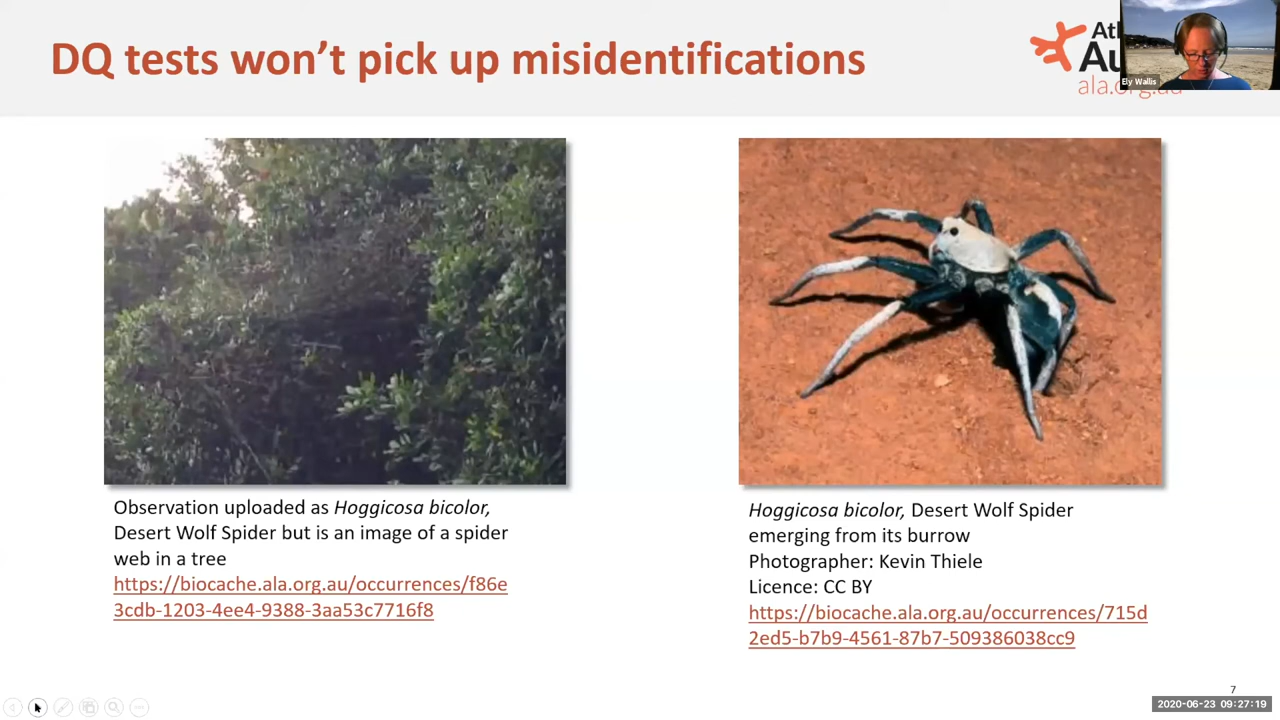 DQ tests won't pick up misidentifications
Ely Wallis
ala.org.au
Observation uploaded as Hoggicosa bicolor,
Desert Wolf Spider but is an image of a spider
web in a tree
https://biocache.ala.org.au/occurrences/f86e
3cdb-1203-4ee4-9388-3aa53c7716f8
Hoggicosa bicolor, Desert Wolf Spider
emerging from its burrow
Photographer: Kevin Thiele
Licence: CC BY
https://biocache.ala.org.au/occurrences/715d
2ed5-b7b9-4561-87b7-509386038cc9
7
2020-06-23 09:27:19